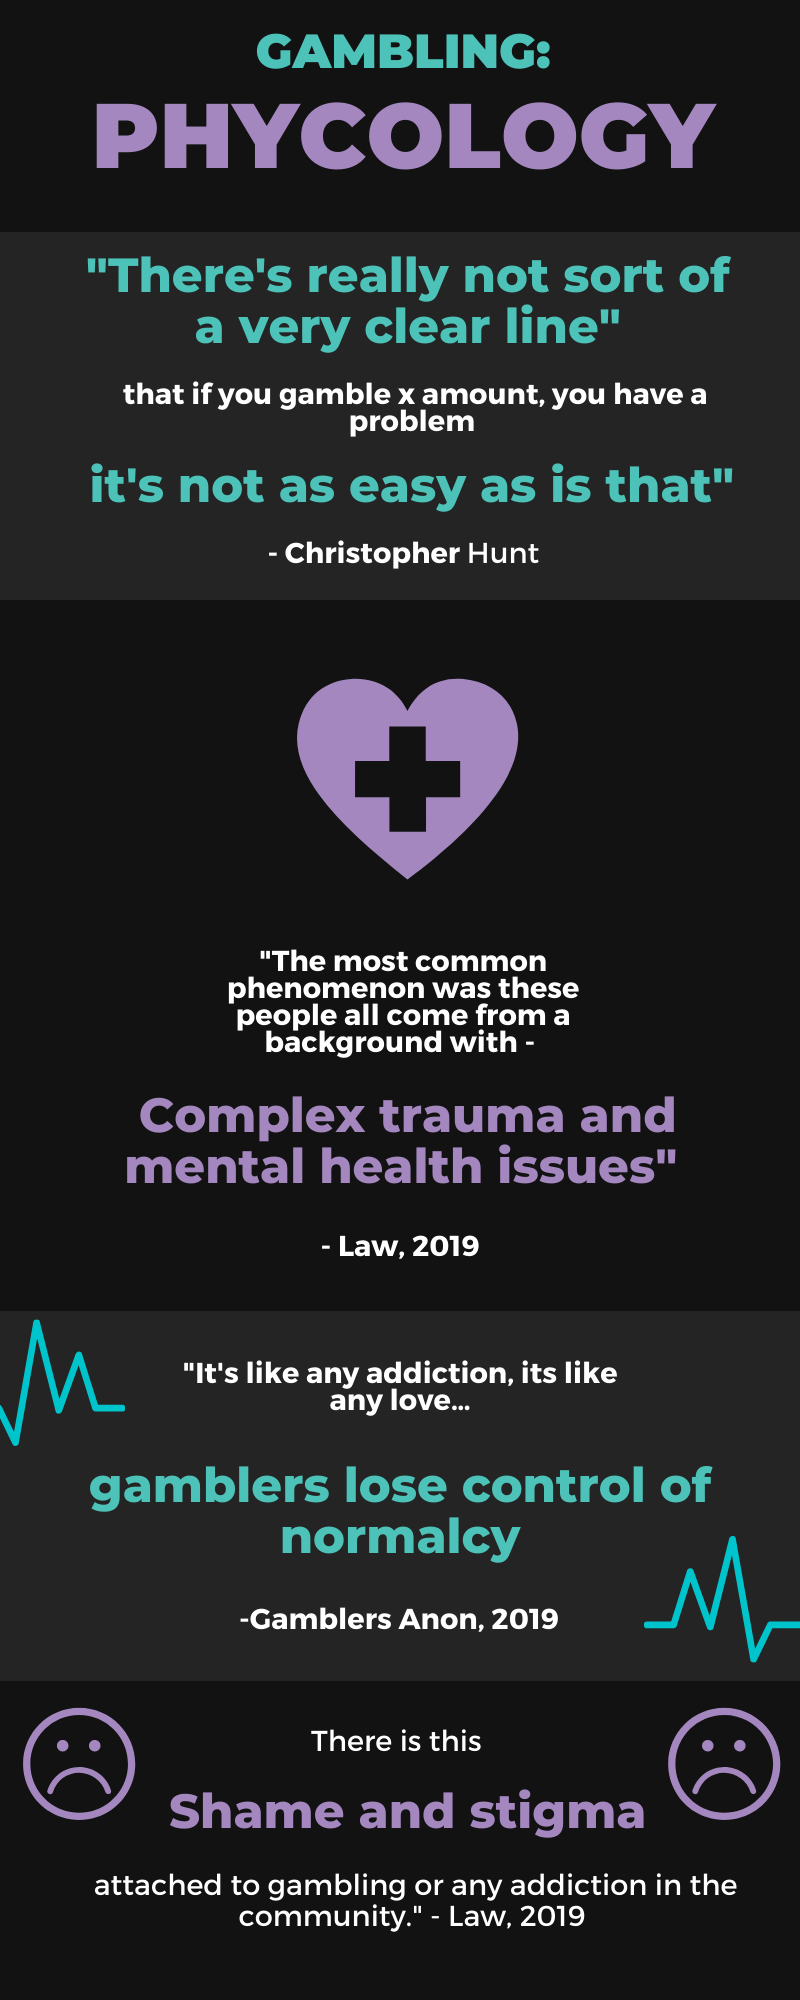 GAMBLING:
PHYCOLOGY
"There's really not sort of
a very clear line"
that if you gamble x amount, you have a
problem
it's not as easy as is that"
- Christopher Hunt
"The most common
phenomenon was these
people all come from a
background with -
Complex trauma and
mental health issues"
- Law, 2019
"It's like any addiction, its like
any love...
gamblers lose control of
normalcy
-Gamblers Anon, 2019
There is this
Shame and stigma
attached to gambling or any addiction in the
community." - Law, 2019